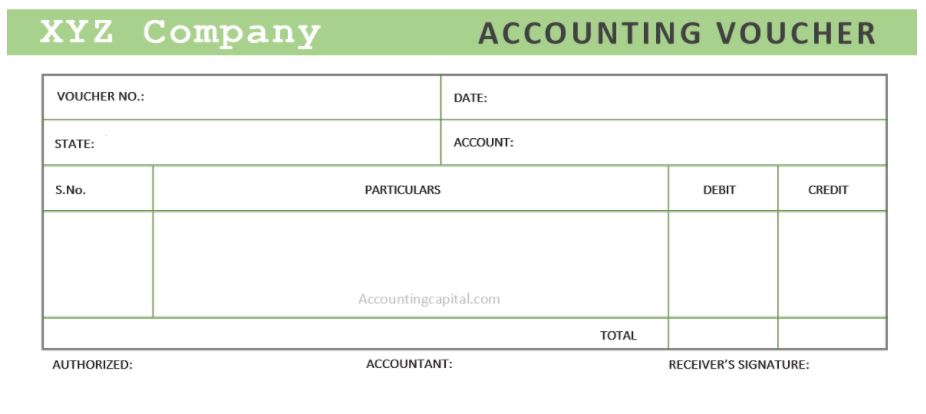 XYZ Company ACCOUNTING VOUCHER
VOUCHER NO.: DATE:
STATE: ACCOUNT:
S.No. PARTICULARS DEBIT CREDIT
Accountingcapital.com
TOTAL
AUTHORIZED: ACCOUNTANT: RECEIVER'S SIGNATURE: